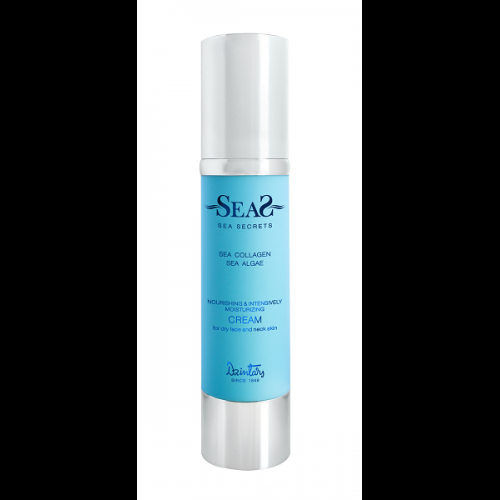 SEAS
SEA SECRETS
SEA COLLAGEN
SEA ALGAE
NOURISHING & INTENSIVELY
MOISTURIZING
CREAM
for dry face and neck skin
Dzintars
SINCE 1849